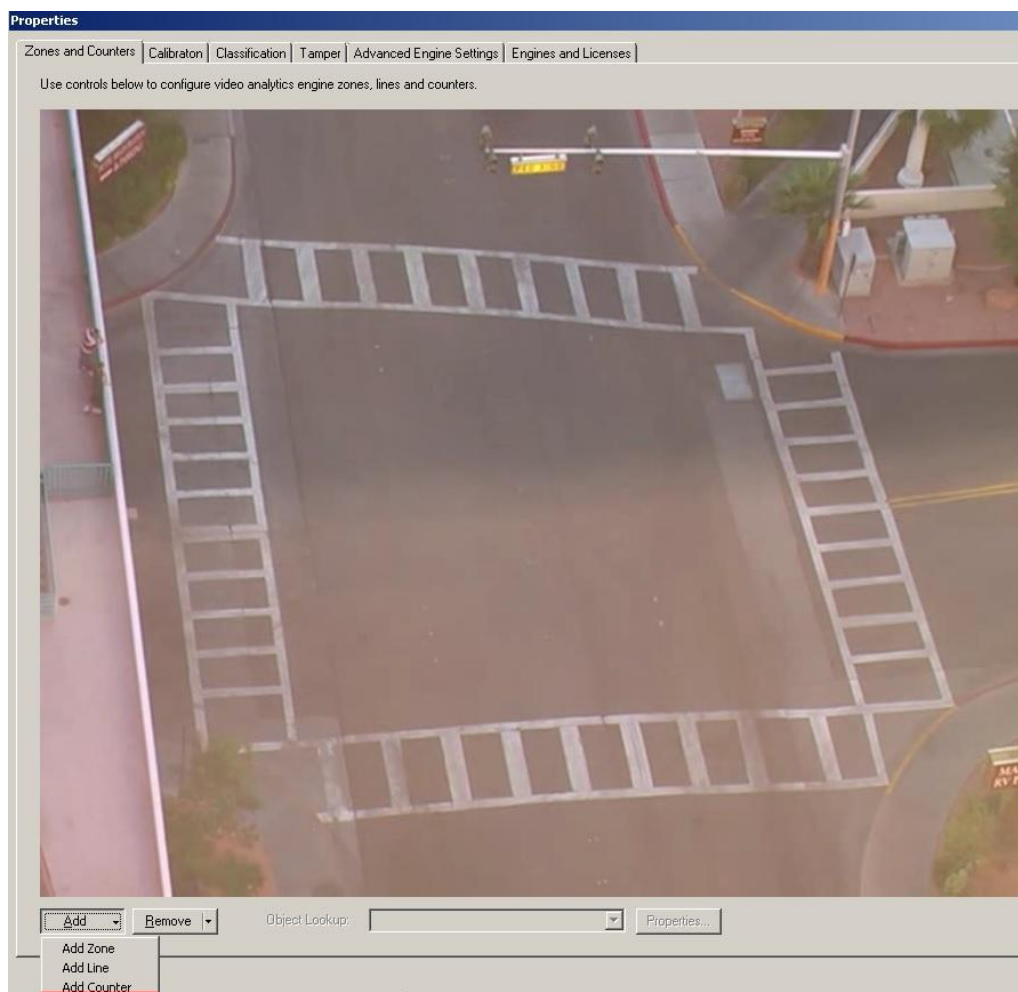 Properties
Zones and Counters Calibraton Classification Tamper Advanced Engine Settings Engines and Licenses
Use controls below to configure video analytics engine zones, lines and counters.
Add Remove Object Lookup: Properties...
Add Zone
Add Line
Add Counter